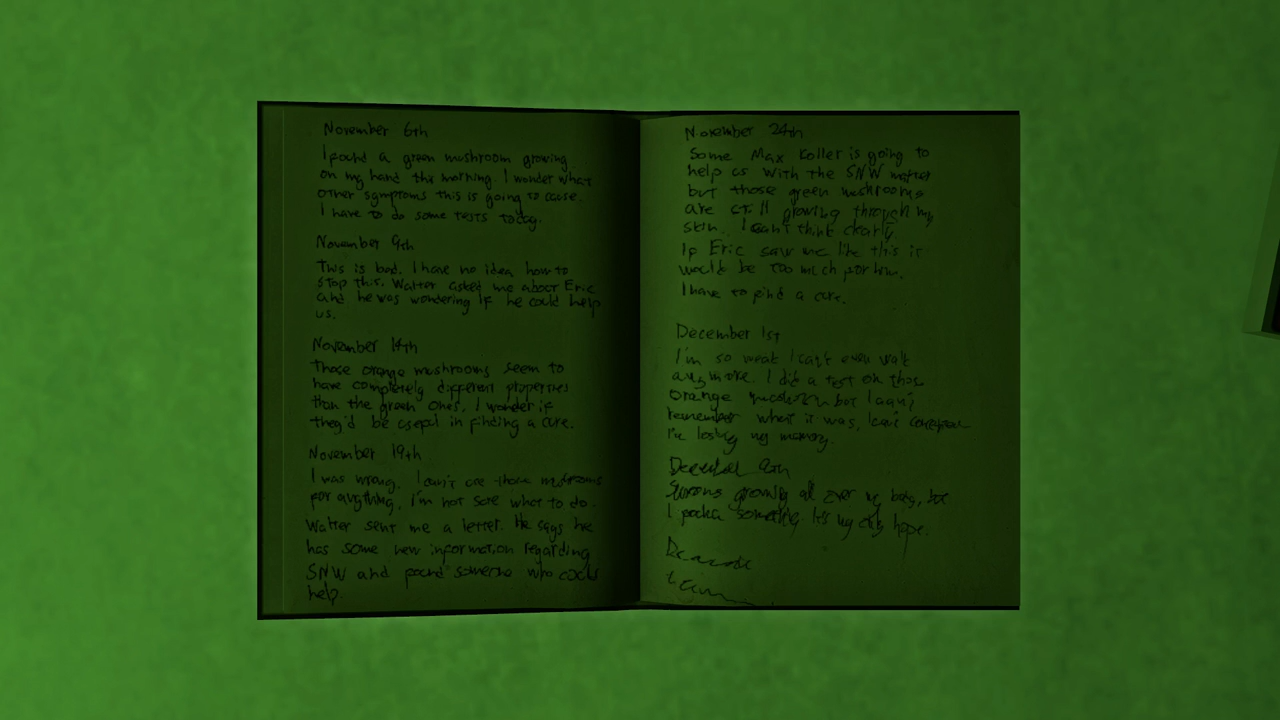 November 6th
I found a green mushroom growing
on my hand this morning. I wonder what
other symptoms this is going to cause.
I have to do some tests today.
November 9th
This is bad. I have no idea how to
stop this. Walter asked me about Eric
and he was wondering if he could help
us.
November 14th
Those orange mushrooms seem to
have completely different properties
than the green ones. I wonder if
they'd be useful in finding a cure.
November 19th
I was wrong. I can't use those mushrooms
for anything. I'm not sure what to do.
Walter sent me a letter. He says he
has some new information regarding
SNW and found someone who could
help.
November 24th
Some Max Koller is going to
help us with the SNW matter
but those green mushrooms
are still growing through my
skin. I can't think clearly.
If Eric saw me like this it
would be too much for him.
I have to find a cure.
December 1st
I'm so weak I can't even walk
anymore. I did a test on those
orange but I can't
remember what it was, I can't
I'm losing my memory.
December 9th
growing all over my body, but
I found something. It's my only hope.